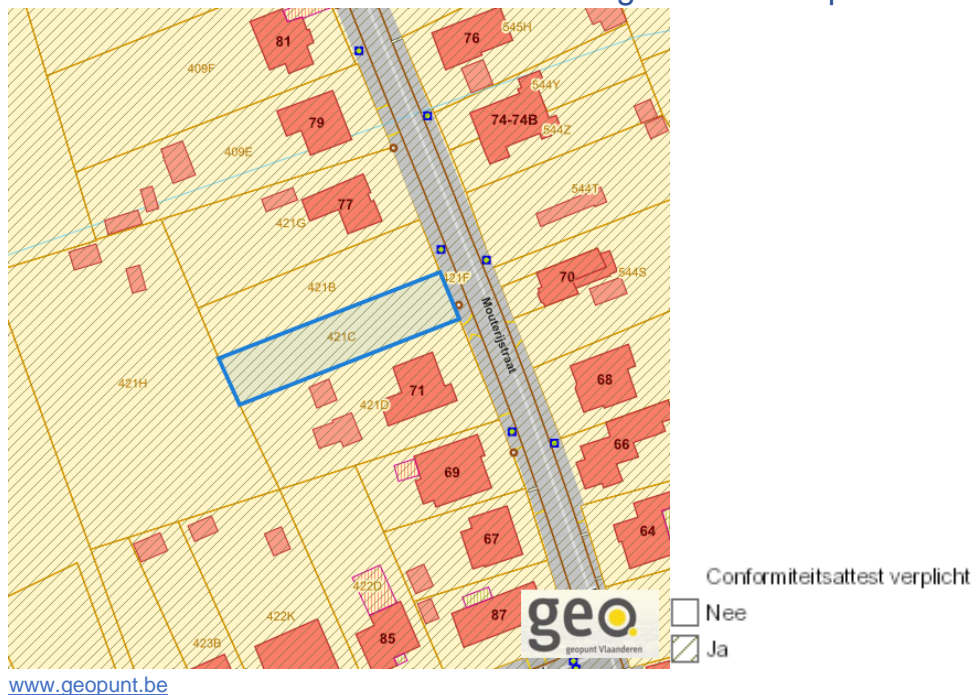 81
76
545H
409F
544Y
79
74-74B
544Z
409E
544T
77
421G
70
544S
421B
421F
Mouterijstraat
421C
421H
68
71
421D
66
69
64
67
422D
87
422K
85
423B
geo.
geopunt Vlaanderen
Conformiteitsattest verplicht
Nee
Ja
www.geopunt.be